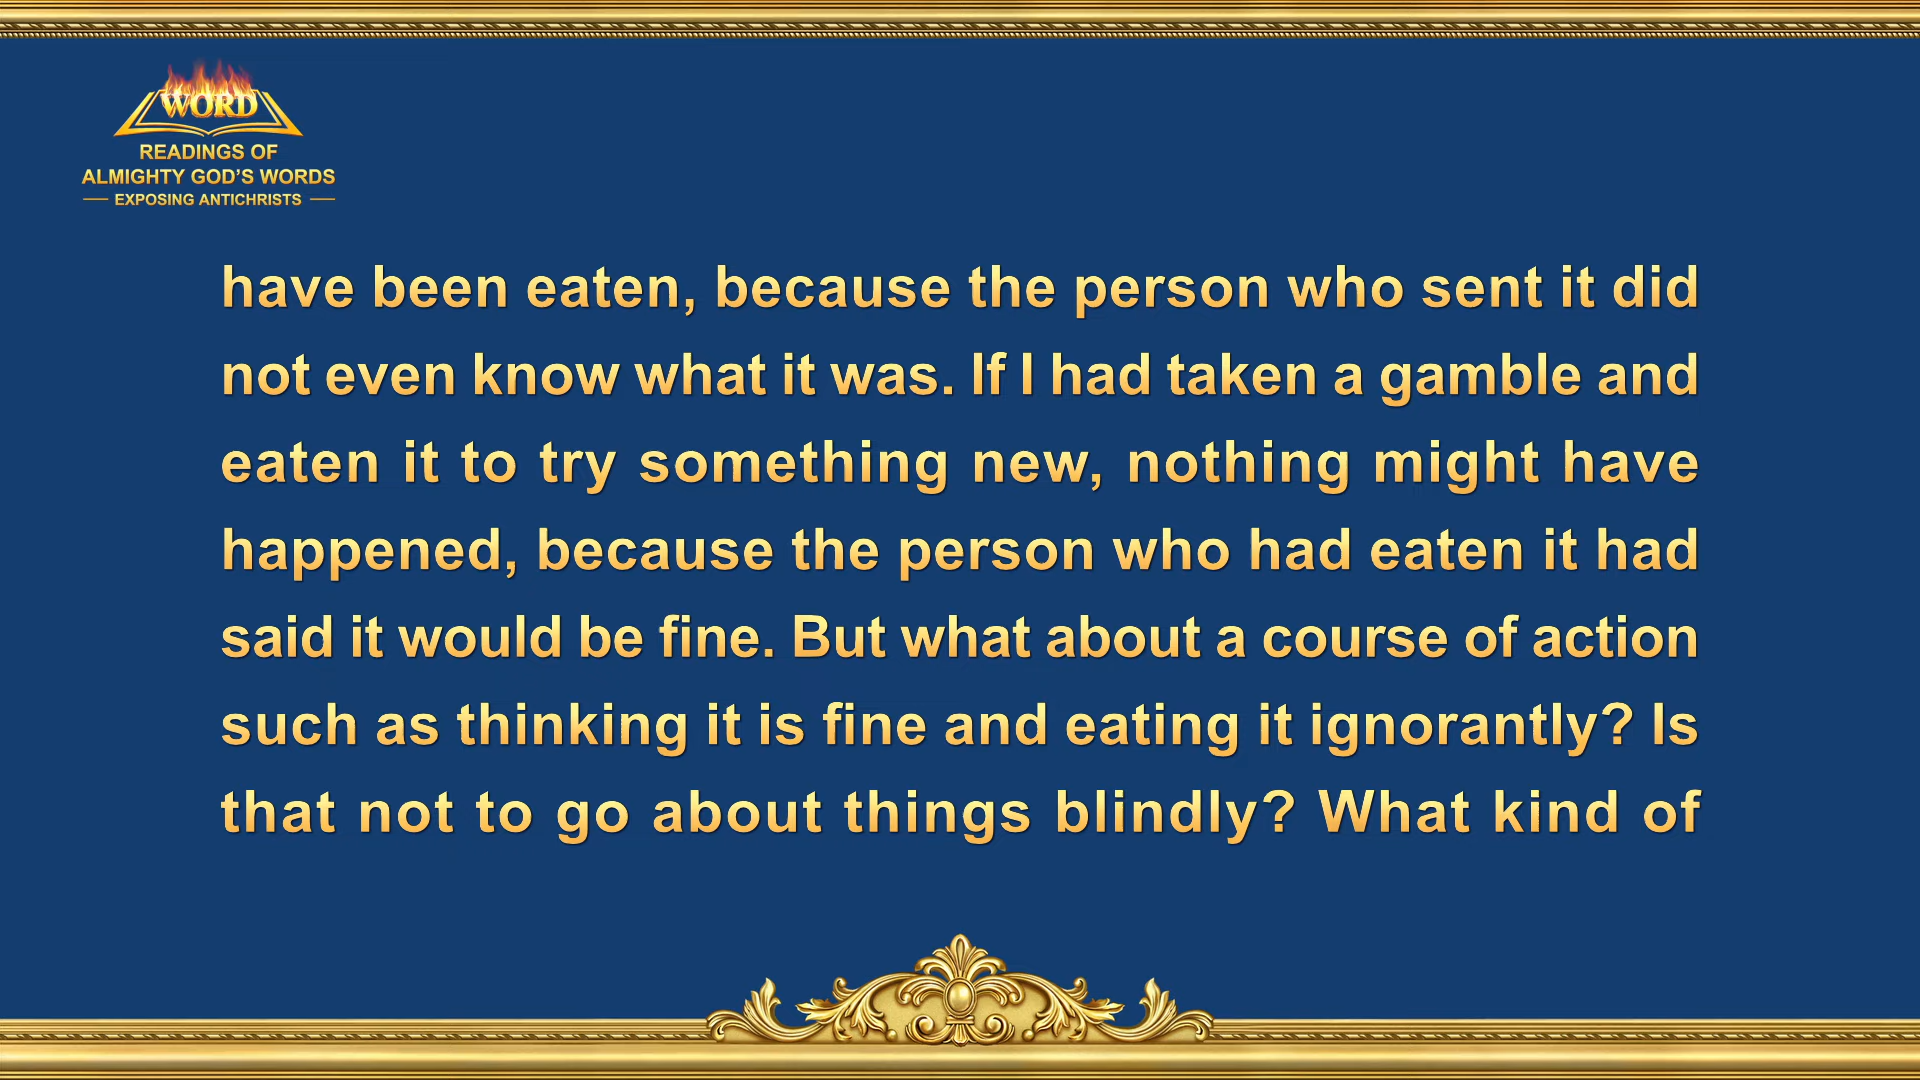 WORD
READINGS OF
ALMIGHTY GOD'S WORDS
EXPOSING ANTICHRISTS
have been eaten, because the person who sent it did
not even know what it was. If I had taken a gamble and
eaten it to try something new, nothing might have
happened, because the person who had eaten it had
said it would be fine. But what about a course of action
such as thinking it is fine and eating it ignorantly? Is
that not to go about things blindly? What kind of